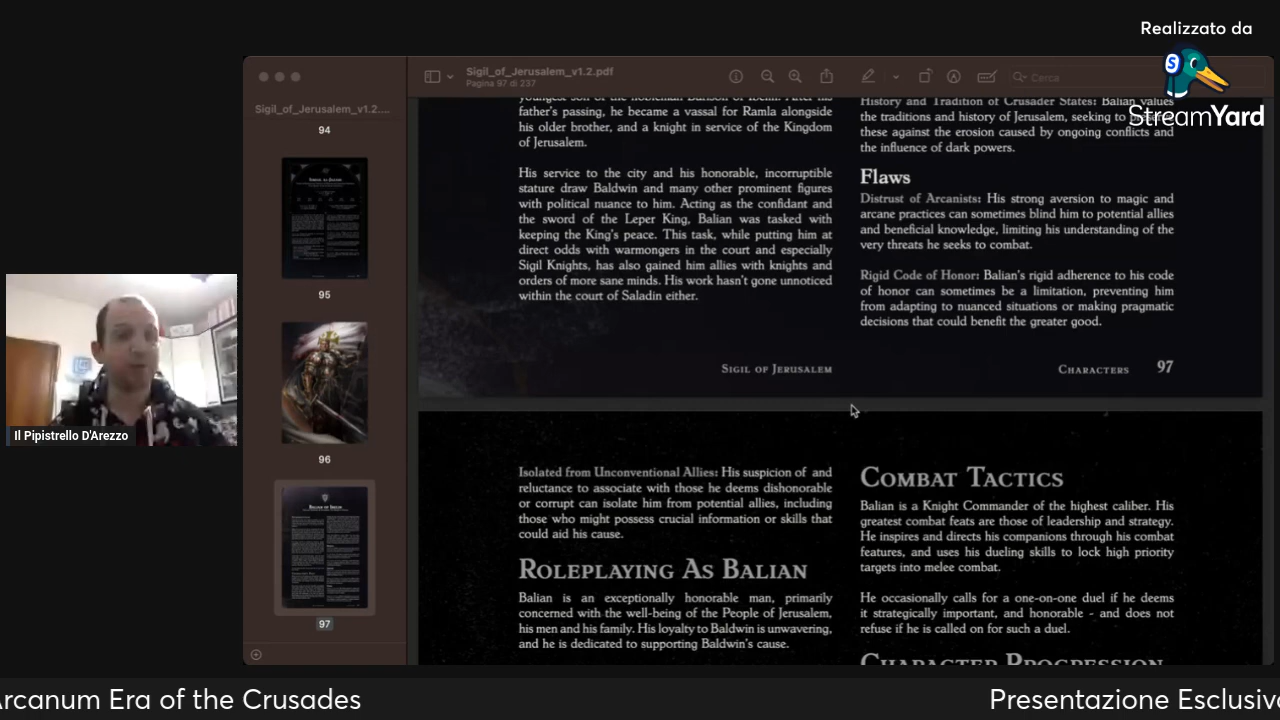 Realizzato da
StreamYard
Sigil_of_Jerusalem_v1.2.pdf
Pagina 97 di 237
Cerca
Sigil_of_Jerusalem_v1.2....
94
95
96
97
father's passing, he became a vassal for Ramla alongside
his older brother, and a knight in service of the Kingdom
of Jerusalem.
His service to the city and his honorable, incorruptible
stature draw Baldwin and many other prominent figures
with political nuance to him. Acting as the confidant and
the sword of the Leper King, Balian was tasked with
keeping the King's peace. This task, while putting him at
direct odds with warmongers in the court and especially
Sigil Knights, has also gained him allies with knights and
orders of more sane minds. His work hasn't gone unnoticed
within the court of Saladin either.
History and Tradition of Crusader States: Balian values
the traditions and history of Jerusalem, seeking to
these against the erosion caused by ongoing conflicts and
the influence of dark powers.
Flaws
Distrust of Arcanists: His strong aversion to magic and
arcane practices can sometimes blind him to potential allies
and beneficial knowledge, limiting his understanding of the
very threats he seeks to combat.
Rigid Code of Honor: Balian's rigid adherence to his code
of honor can sometimes be a limitation, preventing him
from adapting to nuanced situations or making pragmatic
decisions that could benefit the greater good.
Sigil of Jerusalem
Characters 97
Isolated from Unconventional Allies: His suspicion of and
reluctance to associate with those he deems dishonorable
or corrupt can isolate him from potential allies, including
those who might possess crucial information or skills that
could aid his cause.
Roleplaying As Balian
Balian is an exceptionally honorable man, primarily
concerned with the well-being of the People of Jerusalem,
his men and his family. His loyalty to Baldwin is unwavering,
and he is dedicated to supporting Baldwin's cause.
Combat Tactics
Balian is a Knight Commander of the highest caliber. His
greatest combat feats are those of leadership and strategy.
He inspires and directs his companions through his combat
features, and uses his dueling skills to lock high priority
targets into melee combat.
He occasionally calls for a one-on-one duel if he deems
it strategically important, and honorable - and does not
refuse if he is called on for such a duel.
Character Progression
Il Pipistrello D'Arezzo
Arcanum Era of the Crusades
Presentazione Esclusiv